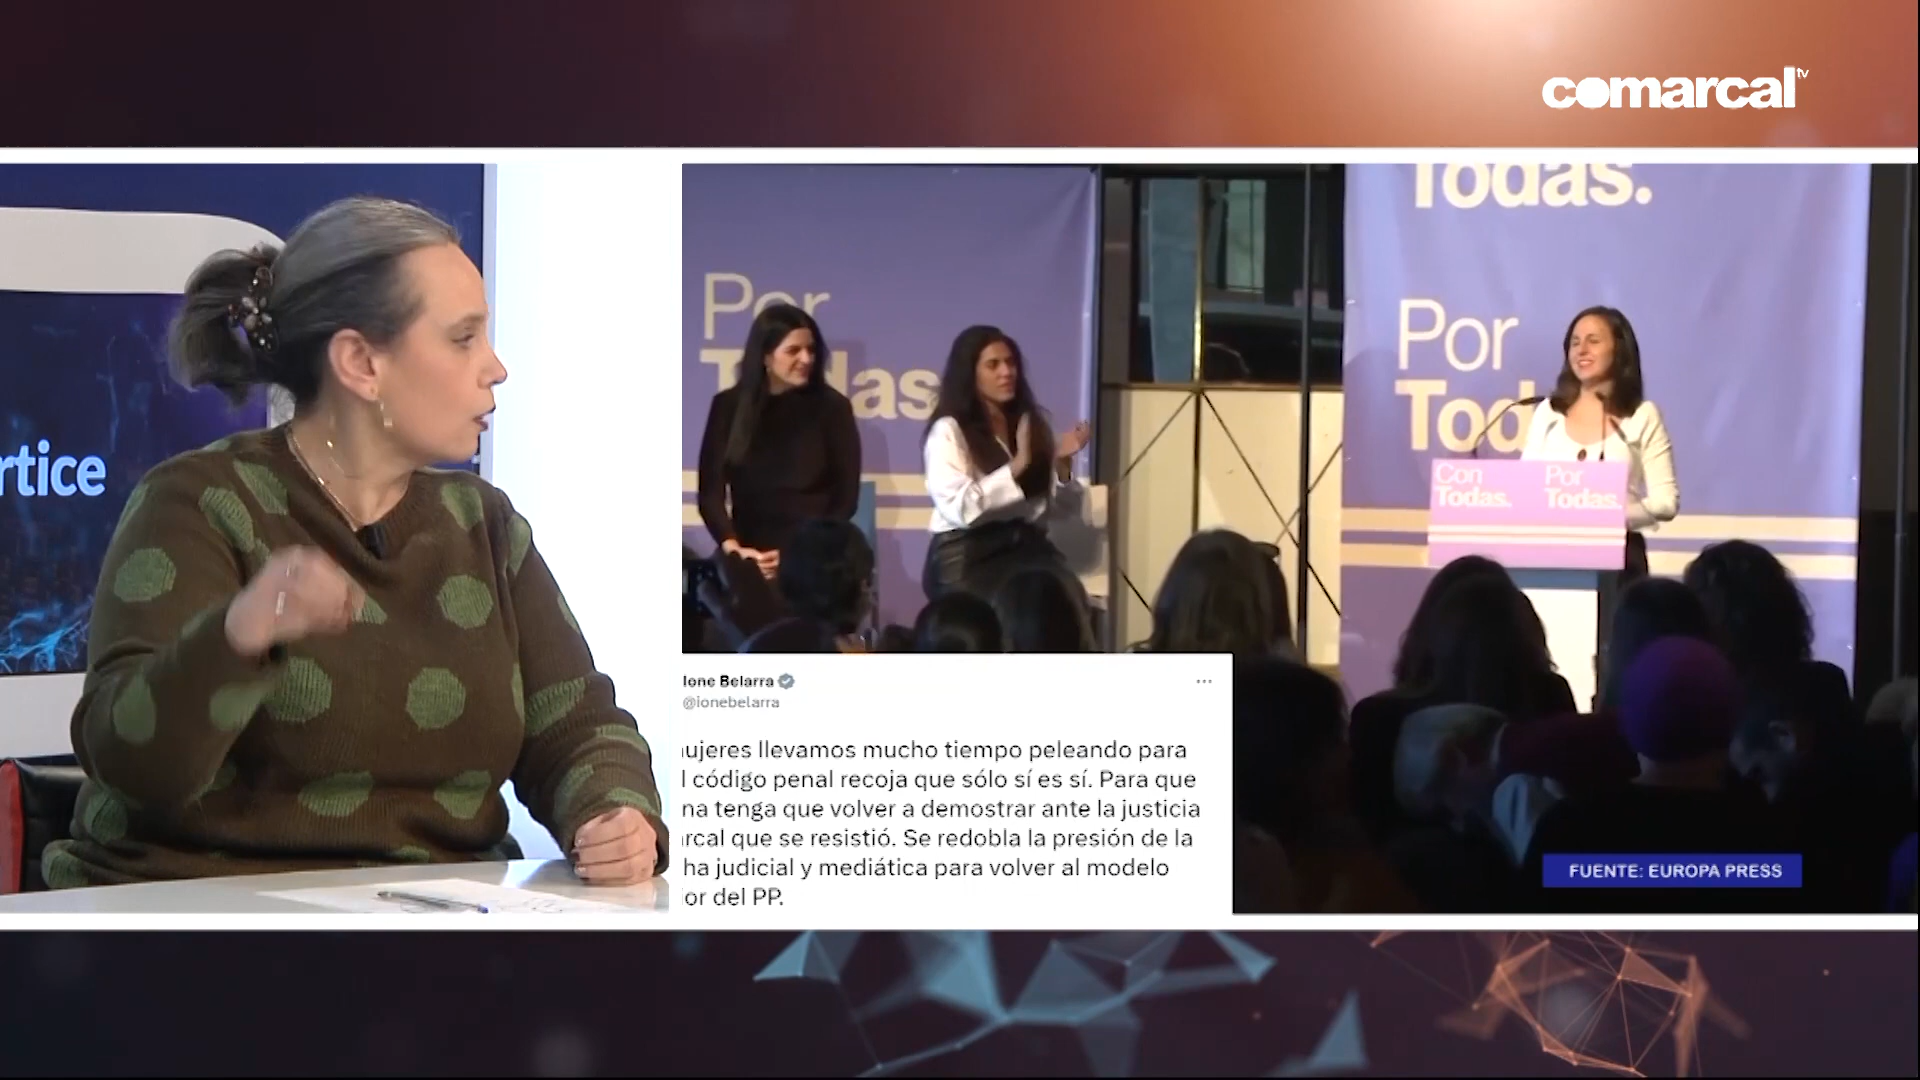 comarcal tv
rtice
Por
Todas
Todas.
Por
Tod
Con
Todas.
Por
Todas.
Ione Belarra
@ionebelarra
ujeres llevamos mucho tiempo peleando para
l código penal recoja que sólo sí es sí. Para que
na tenga que volver a demostrar ante la justicia
rcal que se resistió. Se redobla la presión de la
ha judicial y mediática para volver al modelo
ior del PP.
FUENTE: EUROPA PRESS